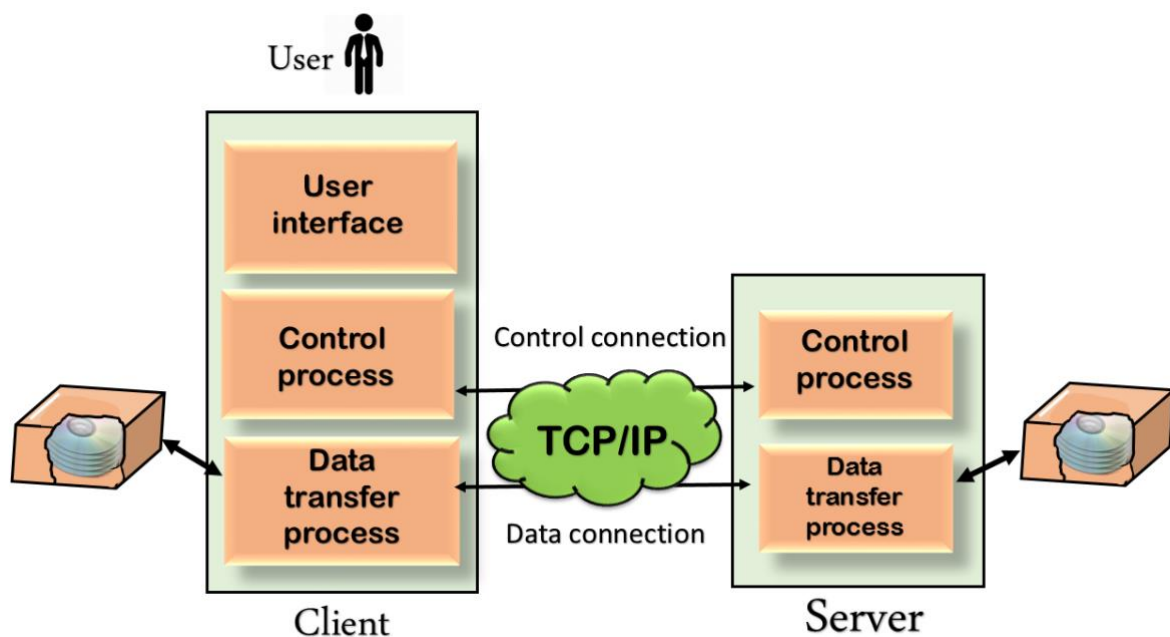 User
User
interface
Control
process
Data
transfer
process
Client
Control connection
TCP/IP
Data connection
Control
process
Data
transfer
process
Server